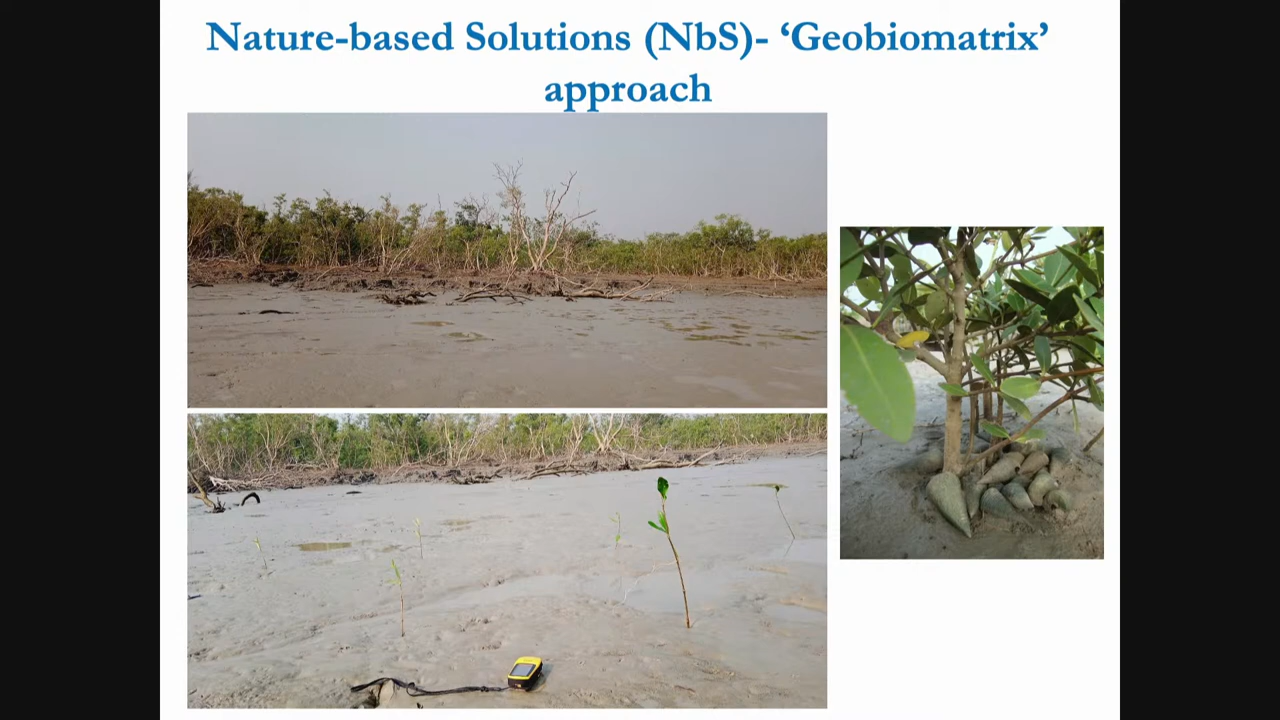 Nature-based Solutions (NbS)- ‘Geobiomatrix’
approach